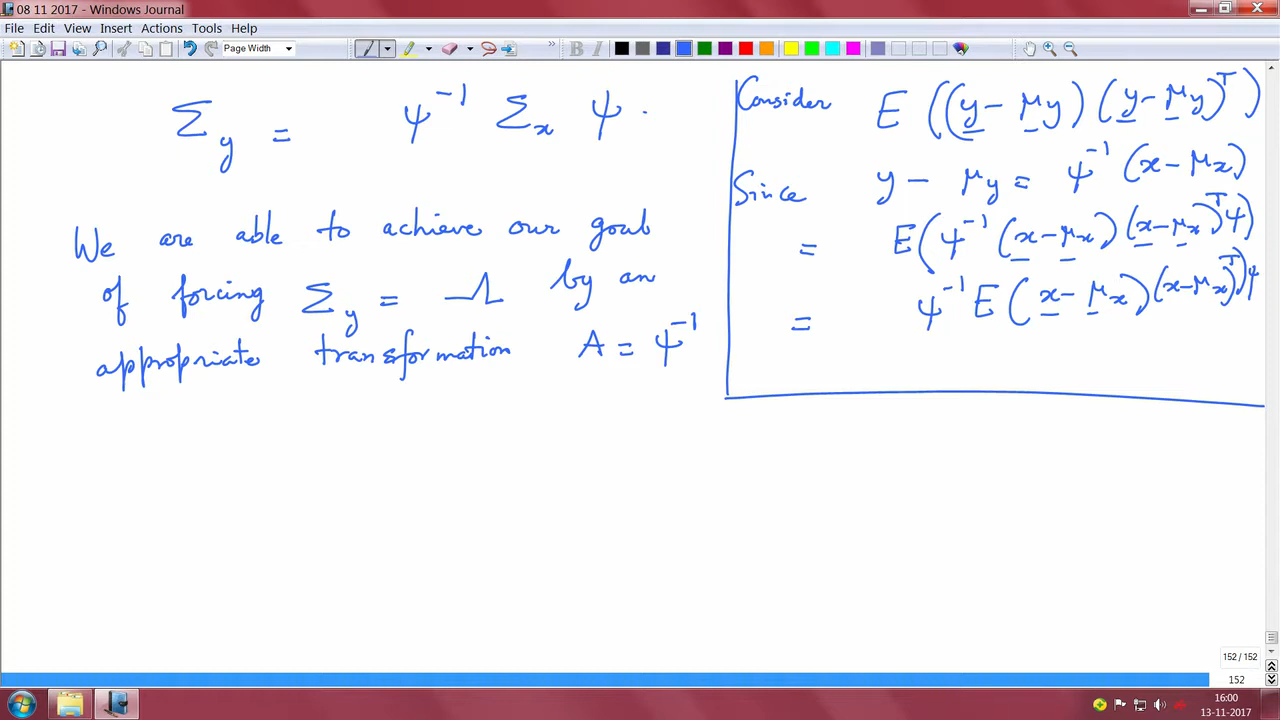 08 11 2017 - Windows Journal
File Edit View Insert Actions Tools Help
Page Width
Σy = ψ⁻¹ Σx ψ .
We are able to achieve our goal
of forcing Σy = Λ by an
appropriate transformation A = ψ⁻¹
Consider E((y - μy)(y - μy)ᵀ)
Since y - μy = ψ⁻¹ (x - μx)
= E(ψ⁻¹ (x - μx)(x - μx)ᵀψ)
= ψ⁻¹ E(x - μx)(x - μx)ᵀ)ψ
152 / 152
152
16:00
13-11-2017